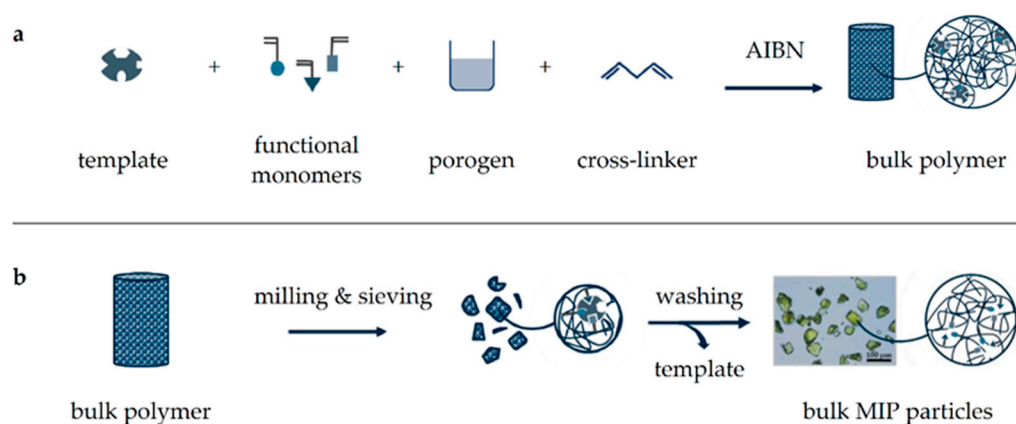 a
AIBN
template
+
functional
monomers
+
porogen
+
cross-linker
bulk polymer
b
milling & sieving
washing
template
100 µm
bulk polymer
bulk MIP particles